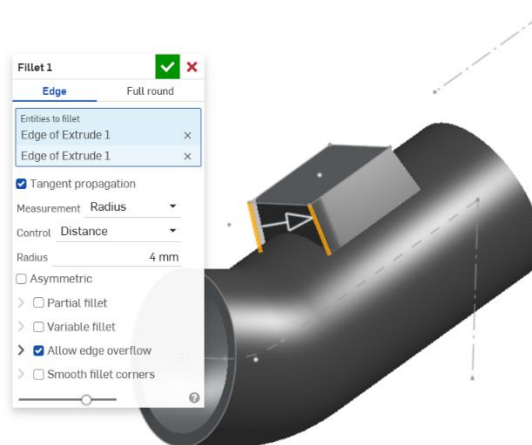 Fillet 1
Edge Full round
Entities to fillet
Edge of Extrude 1
Edge of Extrude 1
Tangent propagation
Measurement Radius
Control Distance
Radius 4 mm
Asymmetric
Partial fillet
Variable fillet
Allow edge overflow
Smooth fillet corners